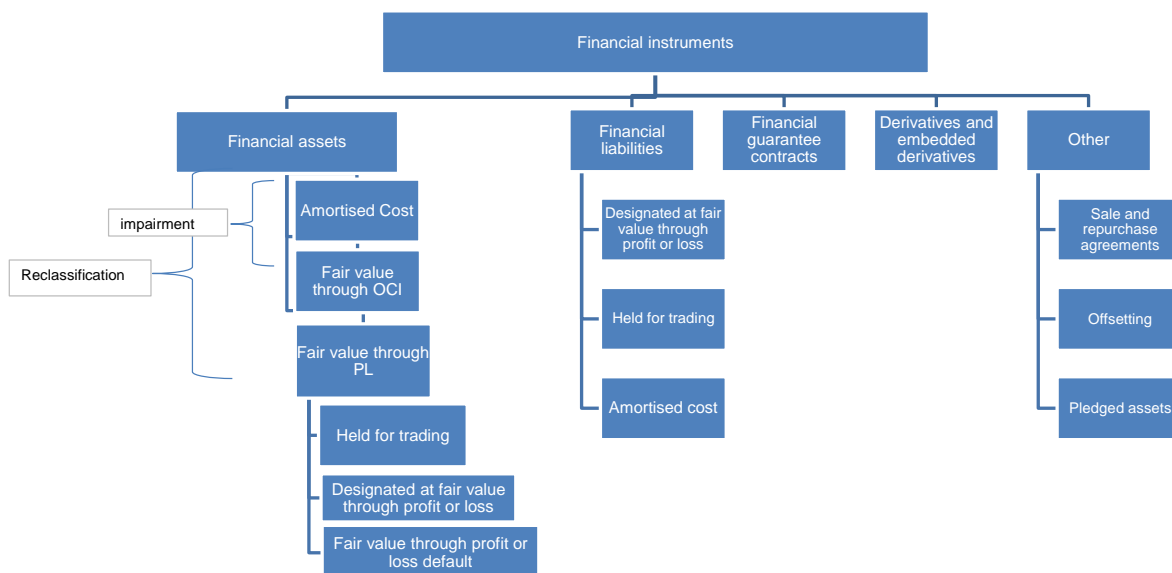 Financial instruments
Financial assets
Financial
liabilities
Financial
guarantee
contracts
Derivatives and
embedded
derivatives
Other
impairment
Reclassification
Amortised Cost
Fair value
through OCI
Fair value through
PL
Held for trading
Designated at fair value
through profit or loss
Fair value through profit or
loss default
Designated at fair
value through
profit or loss
Held for trading
Amortised cost
Sale and
repurchase
agreements
Offsetting
Pledged assets